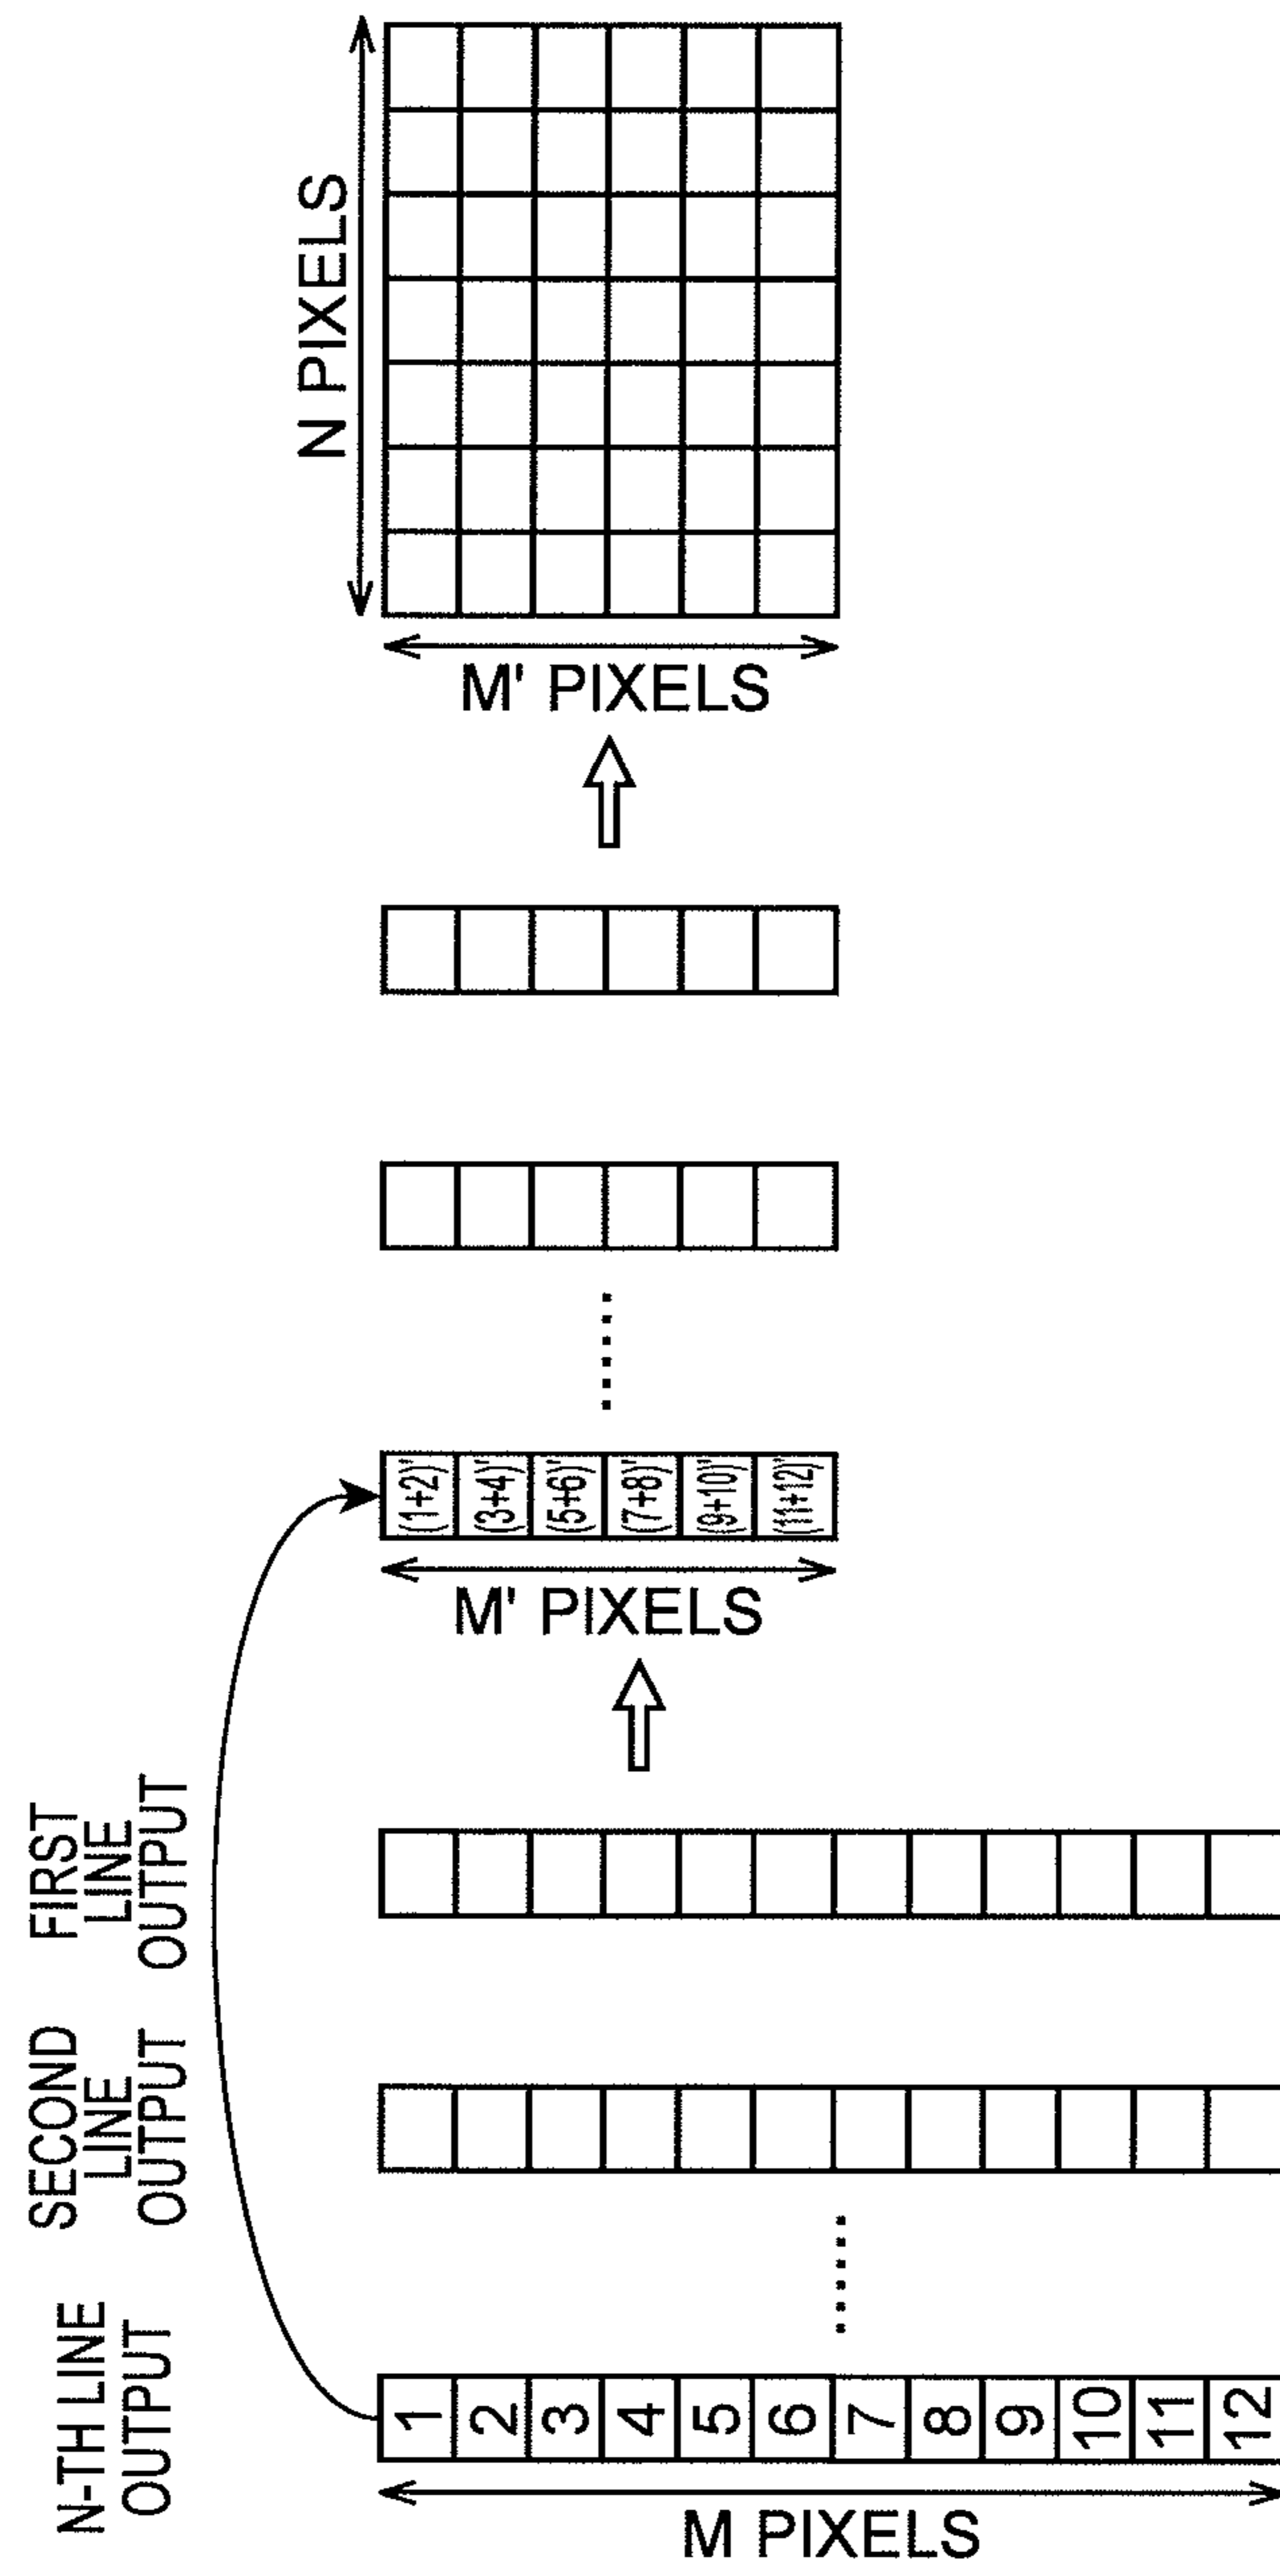 N PIXELS
M' PIXELS
(1+2)'
(3+4)'
(5+6)'
(7+8)'
(9+10)'
(11+12)'
M' PIXELS
FIRST
LINE
OUTPUT
SECOND
LINE
OUTPUT
N-TH LINE
OUTPUT
1
2
3
4
5
6
7
8
9
10
11
12
M PIXELS